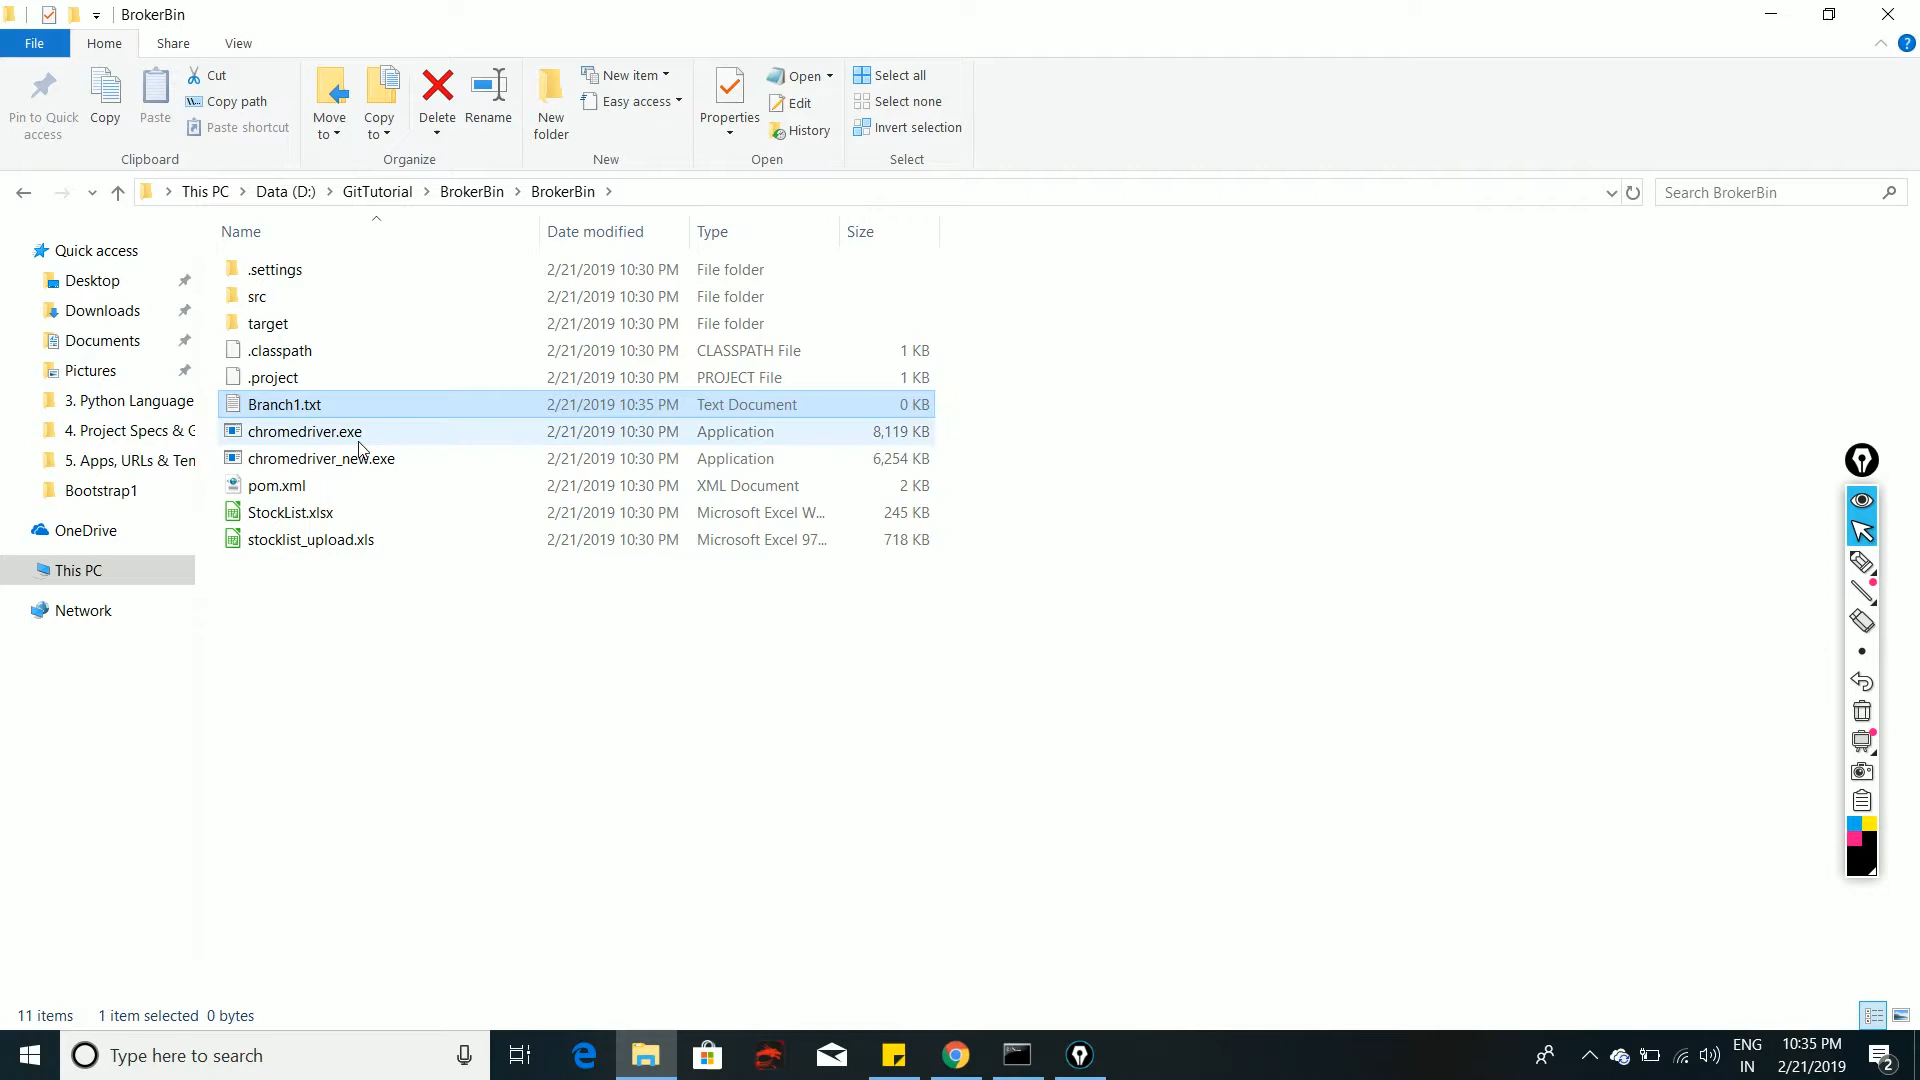 BrokerBin
File
Home
Share
View
Pin to Quick
access
Copy
Paste
Cut
Copy path
Paste shortcut
Clipboard
Move
to
Copy
to
Delete
Rename
Organize
New
folder
New item
Easy access
New
Properties
Open
Edit
History
Open
Select all
Select none
Invert selection
Select
This PC > Data (D:) > GitTutorial > BrokerBin > BrokerBin >
Search BrokerBin
Quick access
Desktop
Downloads
Documents
Pictures
3. Python Language
4. Project Specs & G
5. Apps, URLs & Ten
Bootstrap1
OneDrive
This PC
Network
Name Date modified Type Size
.settings 2/21/2019 10:30 PM File folder
src 2/21/2019 10:30 PM File folder
target 2/21/2019 10:30 PM File folder
.classpath 2/21/2019 10:30 PM CLASSPATH File 1 KB
.project 2/21/2019 10:30 PM PROJECT File 1 KB
Branch1.txt 2/21/2019 10:35 PM Text Document 0 KB
chromedriver.exe 2/21/2019 10:30 PM Application 8,119 KB
chromedriver_new.exe 2/21/2019 10:30 PM Application 6,254 KB
pom.xml 2/21/2019 10:30 PM XML Document 2 KB
StockList.xlsx 2/21/2019 10:30 PM Microsoft Excel W... 245 KB
stocklist_upload.xls 2/21/2019 10:30 PM Microsoft Excel 97... 718 KB
11 items 1 item selected 0 bytes
Type here to search
ENG
IN
10:35 PM
2/21/2019
2